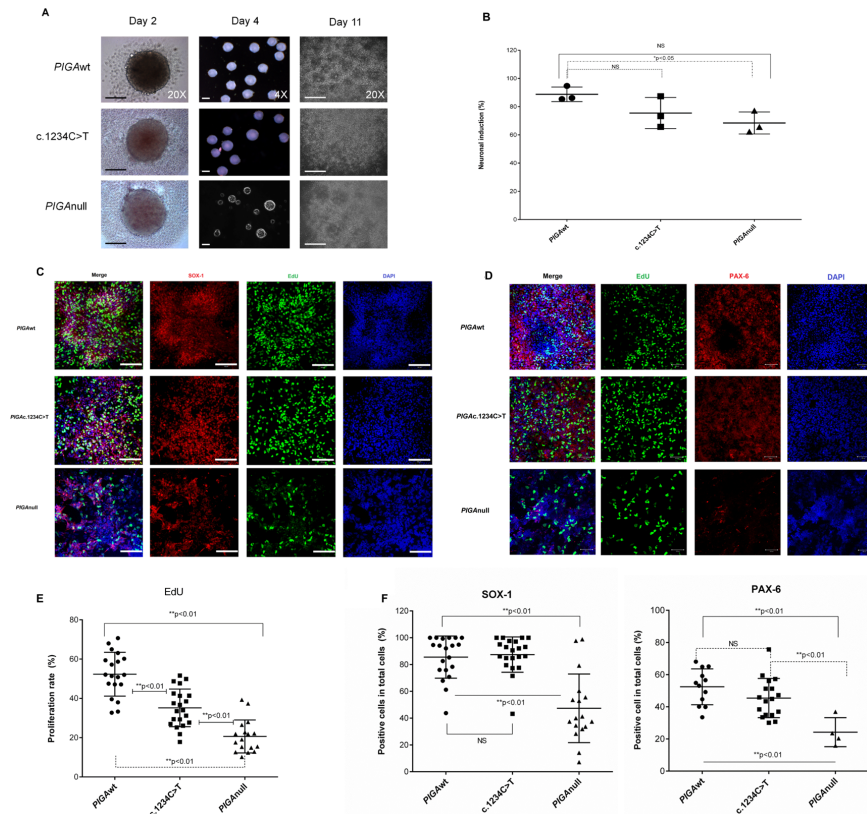 A
Day 2 Day 4 Day 11
PIGAwt
20X 4X 20X
c.1234C>T
PIGAnull
B
NS
*p<0.05
NS
Neuronal induction (%)
120
100
80
60
40
20
0
PIGAwt c.1234C>T PIGAnull
C
Merge SOX-1 EdU DAPI
PIGAwt
PIGAc.1234C>T
PIGAnull
D
Merge EdU PAX-6 DAPI
PIGAwt
PIGAc.1234C>T
PIGAnull
E
EdU
**p<0.01
**p<0.01
**p<0.01
**p<0.01
Proliferation rate (%)
80
60
40
20
0
PIGAwt c.1234C>T PIGAnull
F
SOX-1
**p<0.01
**p<0.01
NS
Positive cells in total cells (%)
120
100
80
60
40
20
0
PIGAwt c.1234C>T PIGAnull
PAX-6
**p<0.01
NS
**p<0.01
**p<0.01
Positive cell in total cells (%)
100
80
60
40
20
0
PIGAwt c.1234C>T PIGAnull